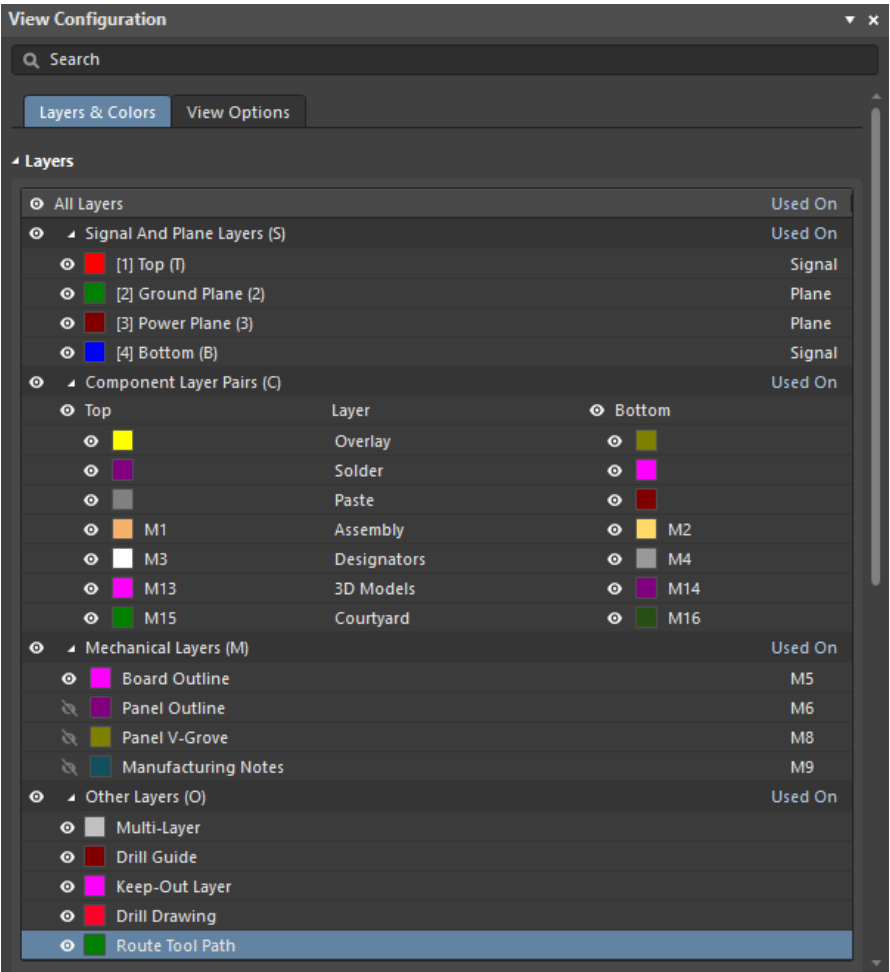 View Configuration
Search
Layers & Colors View Options
Layers
All Layers Used On
Signal And Plane Layers (S) Used On
[1] Top (T) Signal
[2] Ground Plane (2) Plane
[3] Power Plane (3) Plane
[4] Bottom (B) Signal
Component Layer Pairs (C) Used On
Top Layer Bottom
Overlay
Solder
Paste
M1 Assembly M2
M3 Designators M4
M13 3D Models M14
M15 Courtyard M16
Mechanical Layers (M) Used On
Board Outline M5
Panel Outline M6
Panel V-Grove M8
Manufacturing Notes M9
Other Layers (O) Used On
Multi-Layer
Drill Guide
Keep-Out Layer
Drill Drawing
Route Tool Path